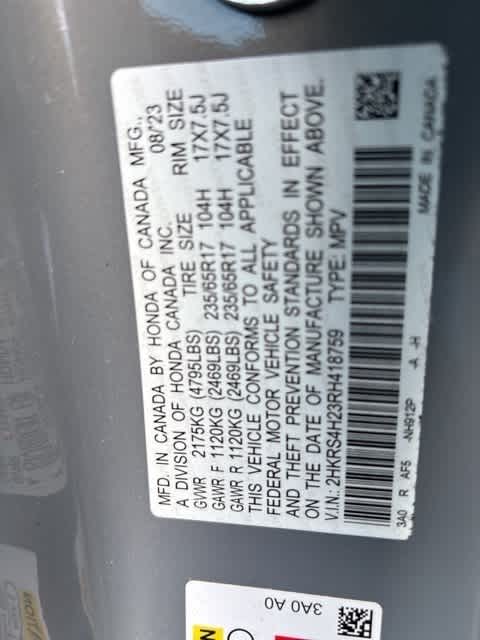 MFD. IN CANADA BY HONDA OF CANADA MFG.,
A DIVISION OF HONDA CANADA INC. 08/'23
GVWR 2175KG (4795LBS) TIRE SIZE RIM SIZE
GAWR F 1120KG (2469LBS) 235/65R17 104H 17X7.5J
GAWR R 1120KG (2469LBS) 235/65R17 104H 17X7.5J
THIS VEHICLE CONFORMS TO ALL APPLICABLE
FEDERAL MOTOR VEHICLE SAFETY
AND THEFT PREVENTION STANDARDS IN EFFECT
ON THE DATE OF MANUFACTURE SHOWN ABOVE.
V.I.N.: 2HKRS4H23RH418759 TYPE: MPV
3A0 R AF5 -NH912P -A -H
MADE IN CANADA
3A0 A0